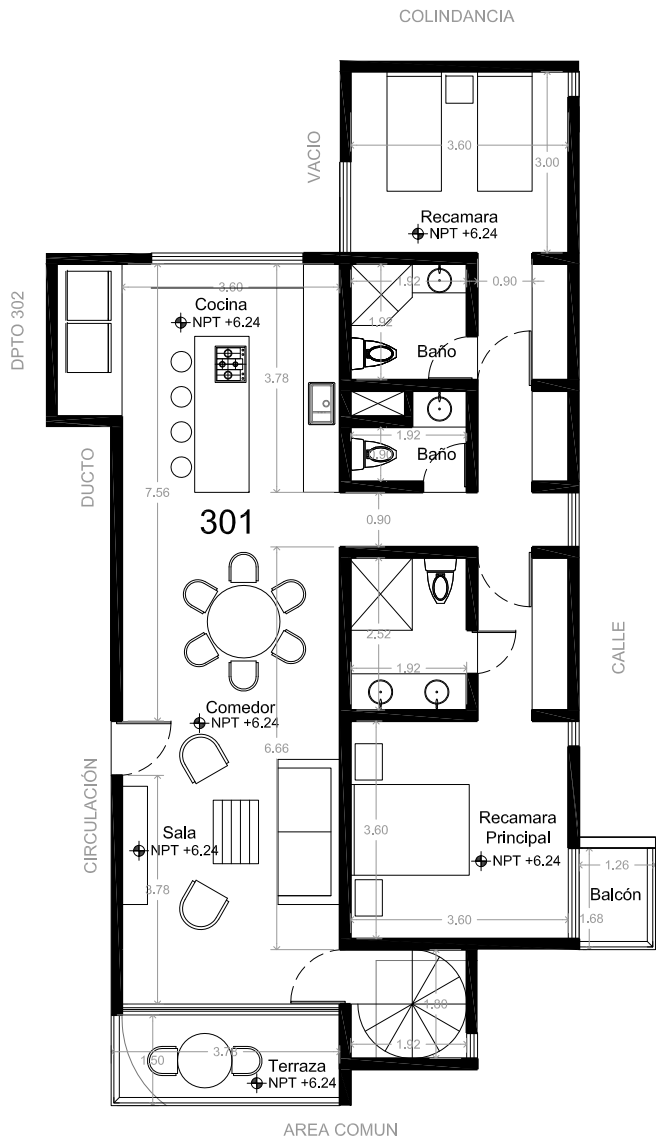 COLINDANCIA
VACIO
3.60
3.00
Recamara
NPT +6.24
DPTO 302
3.60
1.92
0.90
Cocina
NPT +6.24
1.92
Baño
3.78
1.92
Baño
0.90
DUCTO
7.56
301
0.90
2.52
CALLE
1.92
Comedor
NPT +6.24
6.66
CIRCULACIÓN
Sala
NPT +6.24
3.60
Recamara
Principal
NPT +6.24
1.26
Balcón
3.78
3.60
1.68
1.80
1.92
1.50
3.78
Terraza
NPT +6.24
AREA COMUN